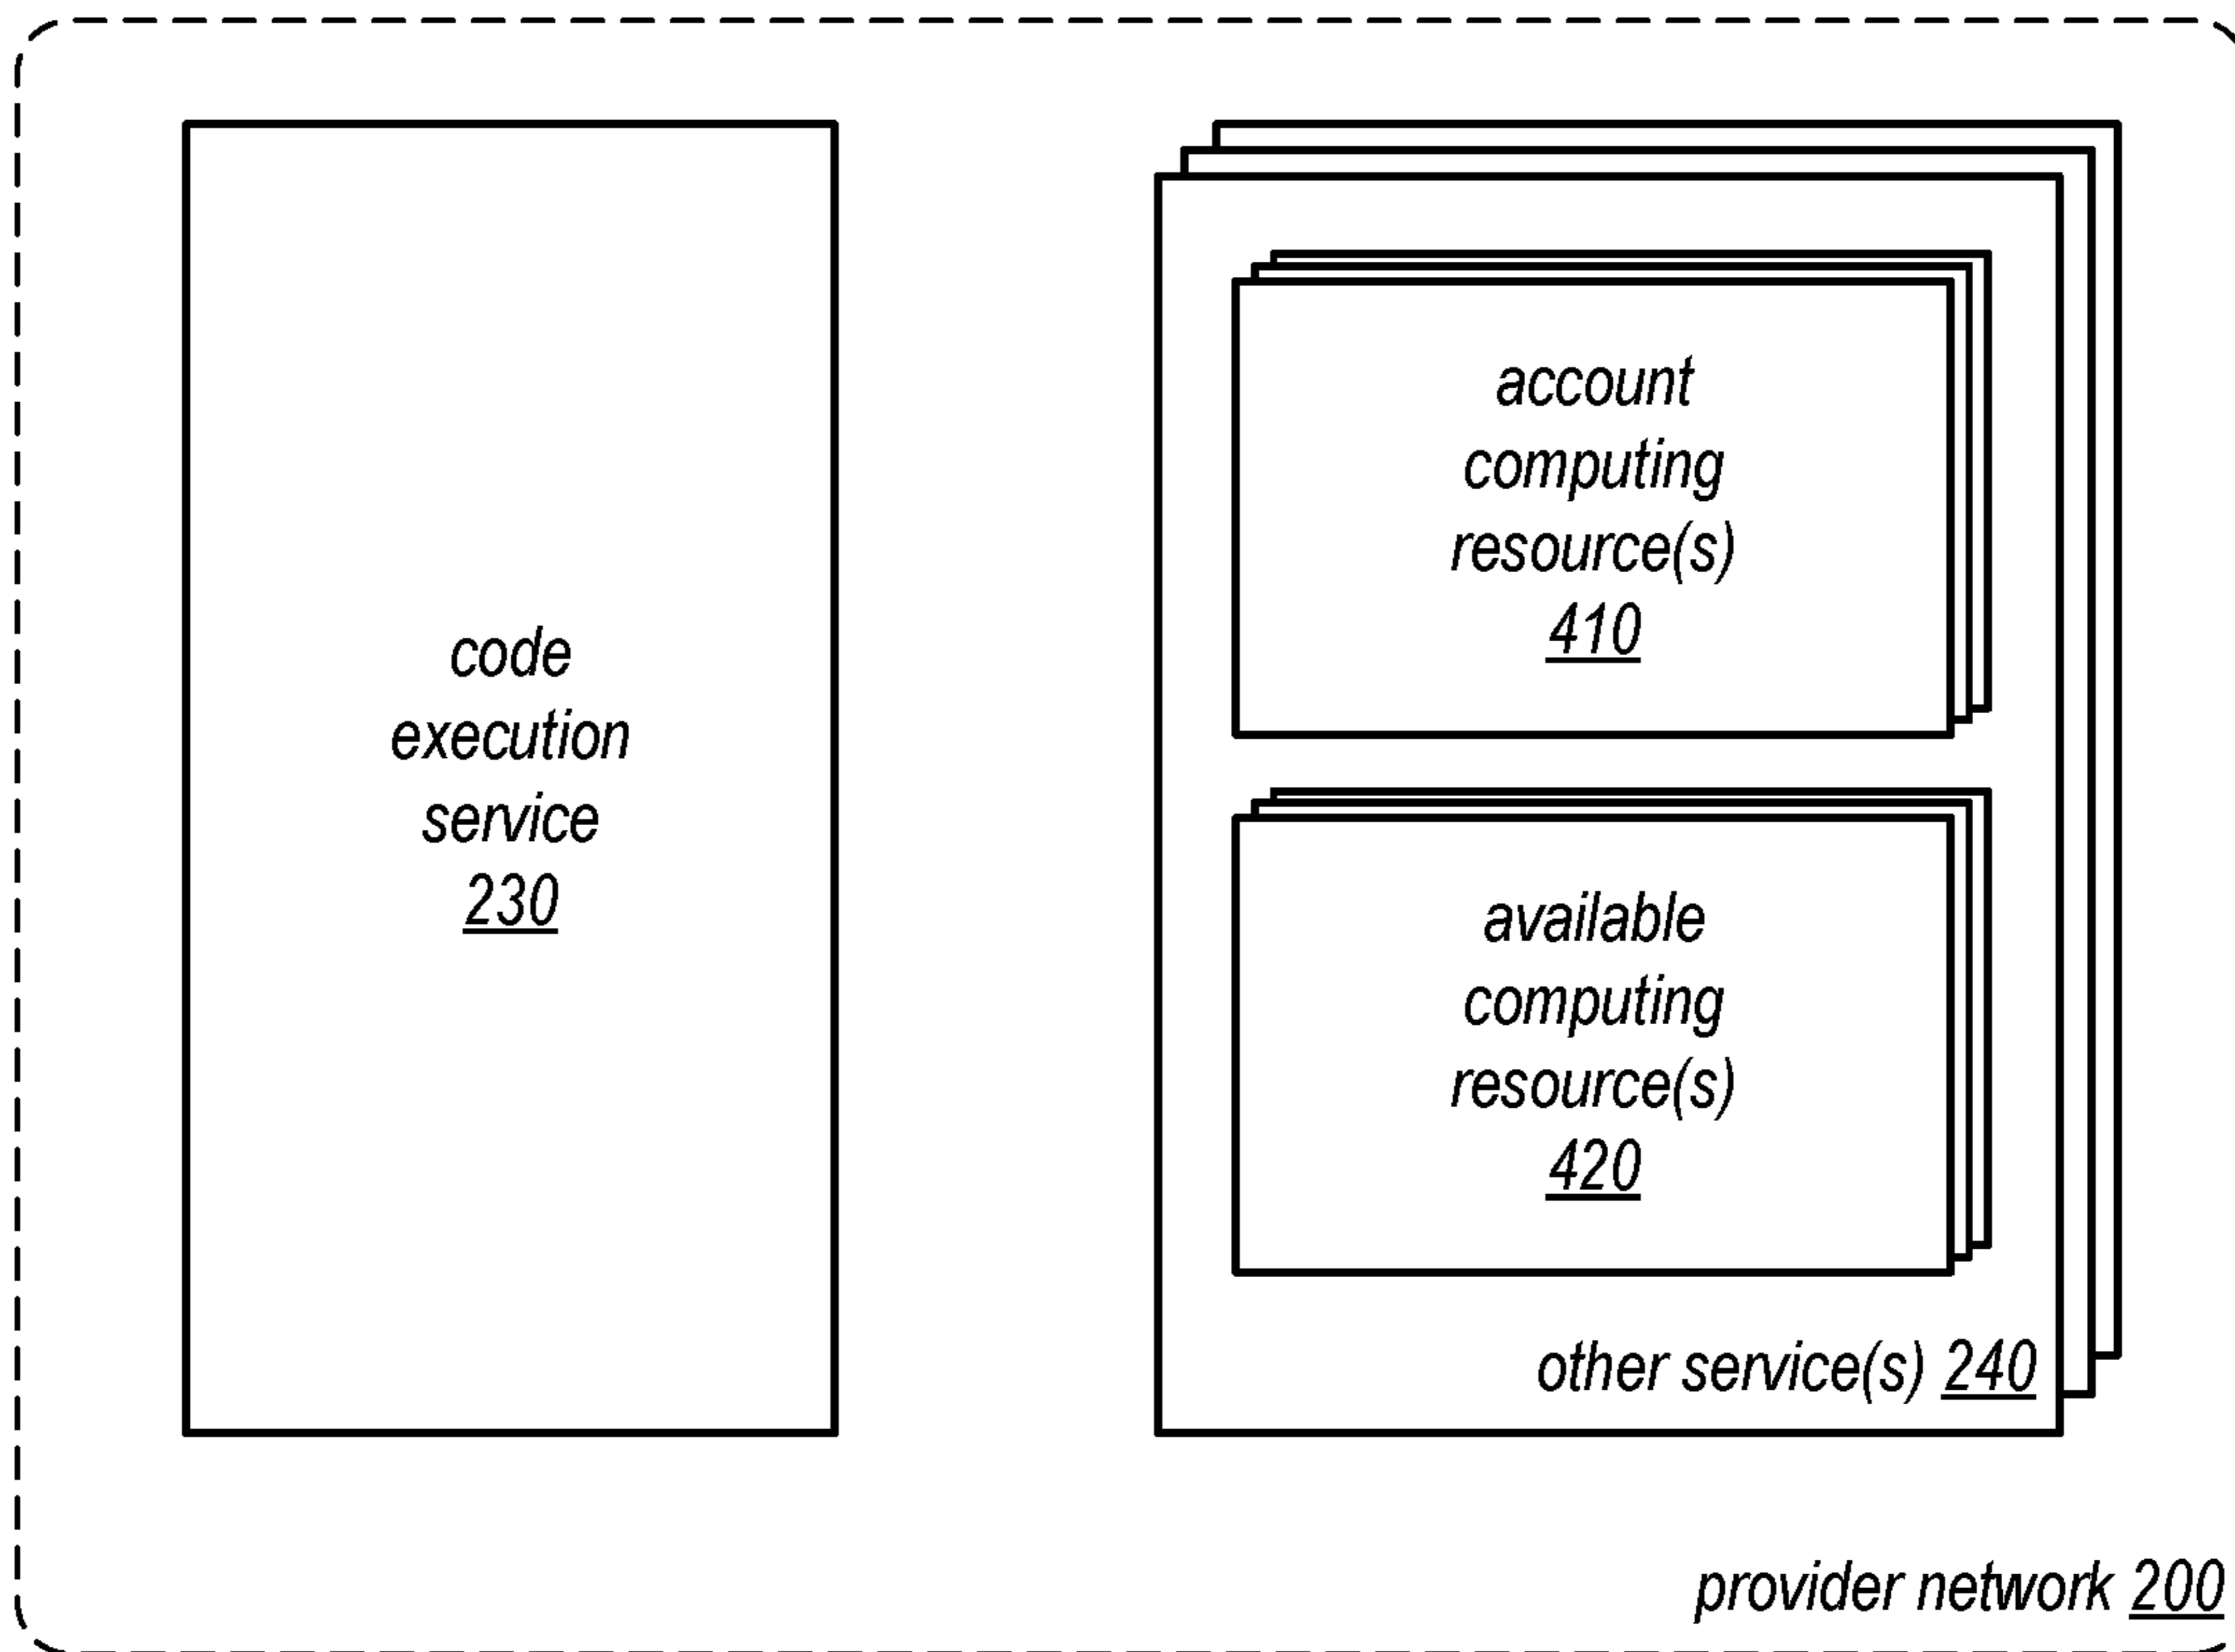 code
execution
service
230
account
computing
resource(s)
410
available
computing
resource(s)
420
other service(s) 240
provider network 200